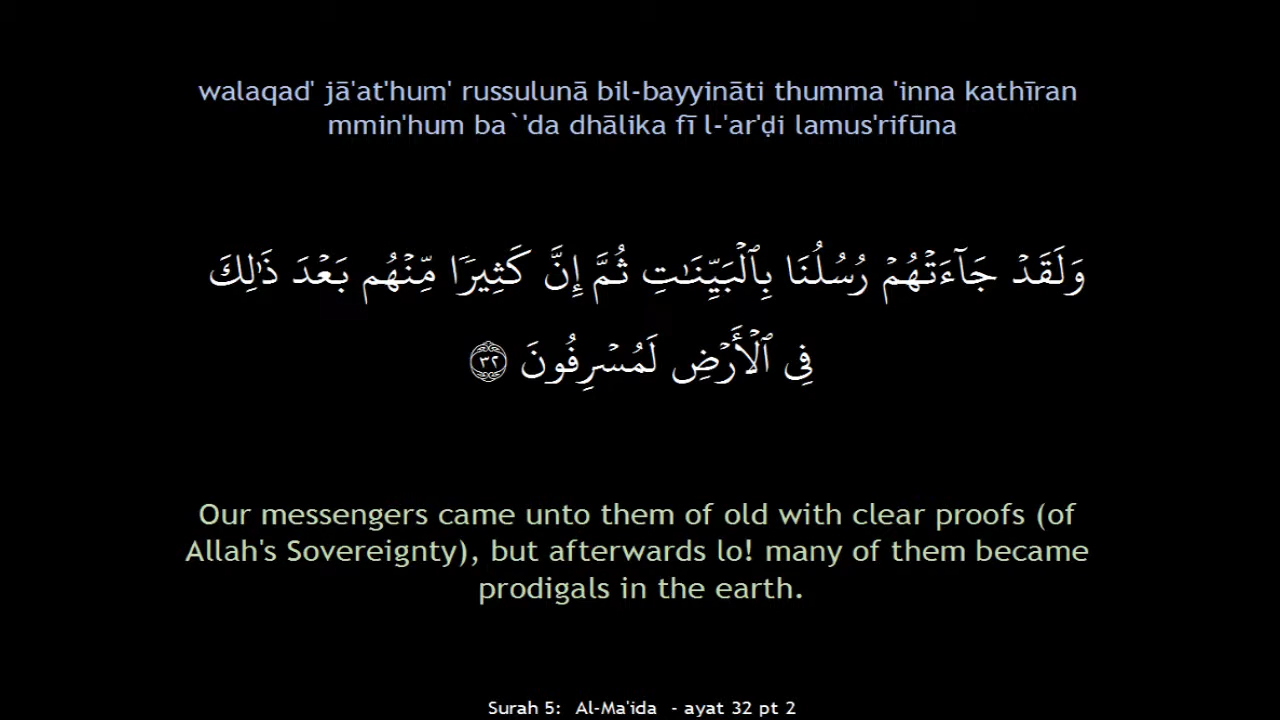 walaqad' jā'at'hum' russulunā bil-bayyināti thumma 'inna kathīran
mmin'hum ba`'da dhālika fī l-'ar'ḍi lamus'rifūna
وَلَقَدۡ جَآءَتۡهُمۡ رُسُلُنَا بِٱلۡبَيِّنَٰتِ ثُمَّ إِنَّ كَثِيرٗا مِّنۡهُم بَعۡدَ ذَٰلِكَ
فِي ٱلۡأَرۡضِ لَمُسۡرِفُونَ ٣٢
Our messengers came unto them of old with clear proofs (of
Allah's Sovereignty), but afterwards lo! many of them became
prodigals in the earth.
Surah 5: Al-Ma'ida - ayat 32 pt 2